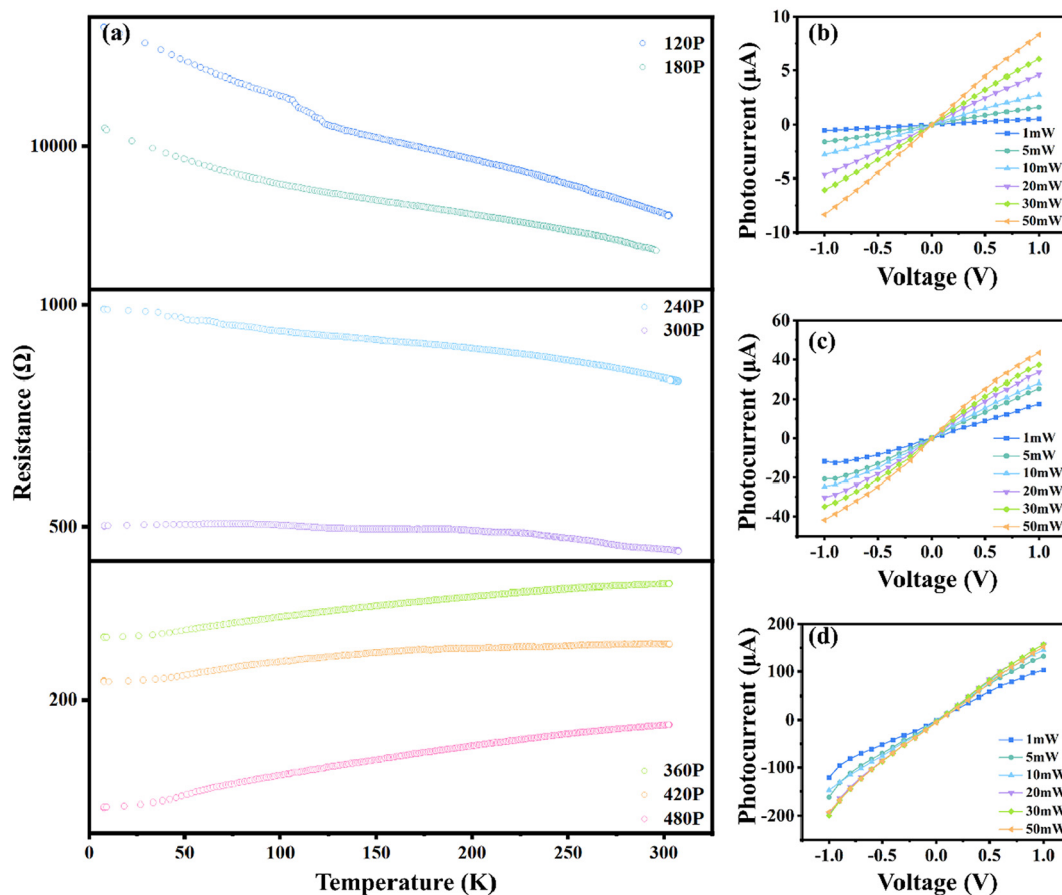 (a)
120P
180P
10000
1000
240P
300P
500
200
360P
420P
480P
Resistance (Ω)
0 50 100 150 200 250 300
Temperature (K)
(b)
10
5
0
-5
-10
Photocurrent (μA)
1mW
5mW
10mW
20mW
30mW
50mW
-1.0 -0.5 0.0 0.5 1.0
Voltage (V)
(c)
60
40
20
0
-20
-40
Photocurrent (μA)
1mW
5mW
10mW
20mW
30mW
50mW
-1.0 -0.5 0.0 0.5 1.0
Voltage (V)
(d)
200
100
0
-100
-200
Photocurrent (μA)
1mW
5mW
10mW
20mW
30mW
50mW
-1.0 -0.5 0.0 0.5 1.0
Voltage (V)